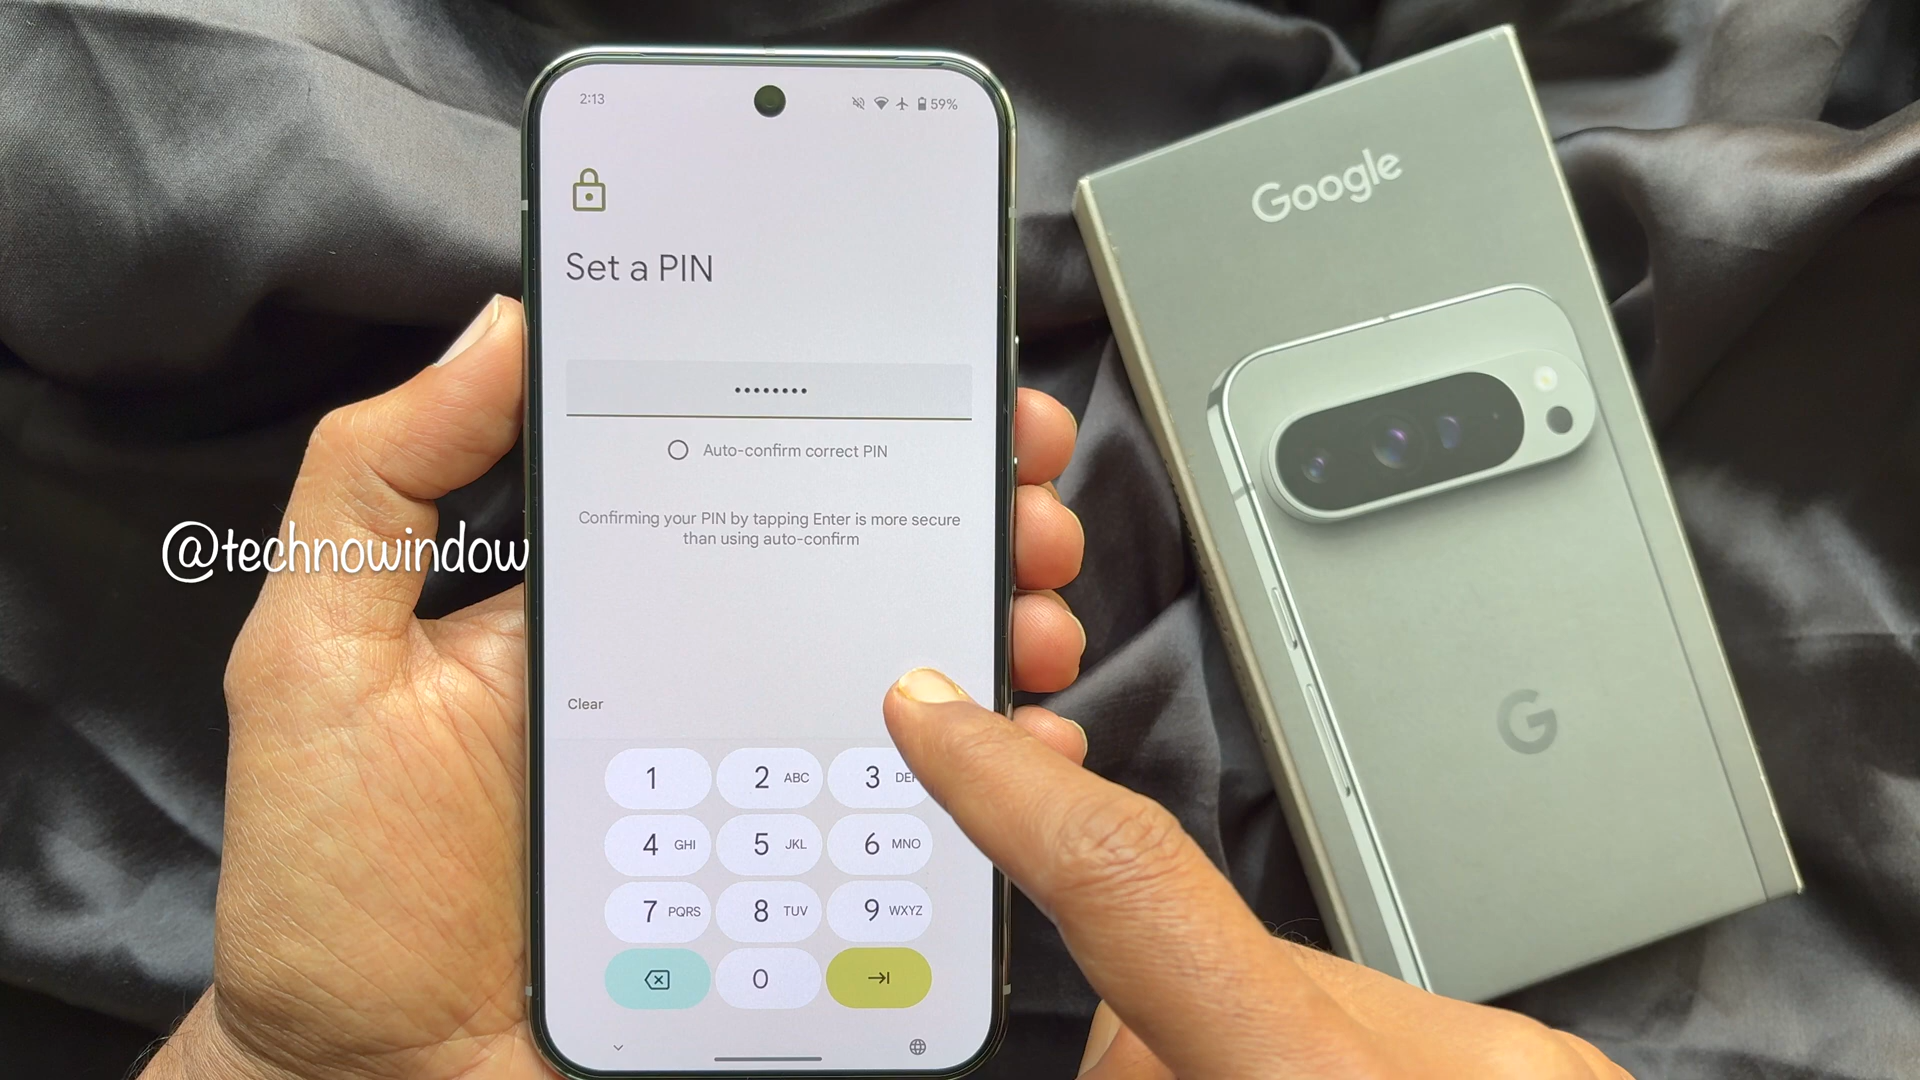 2:13
59%
Google
Set a PIN
••••••••
Auto-confirm correct PIN
Confirming your PIN by tapping Enter is more secure
than using auto-confirm
@technowindow
Clear
G
1
2 ABC
3 DEF
4 GHI
5 JKL
6 MNO
7 PQRS
8 TUV
9 WXYZ
0